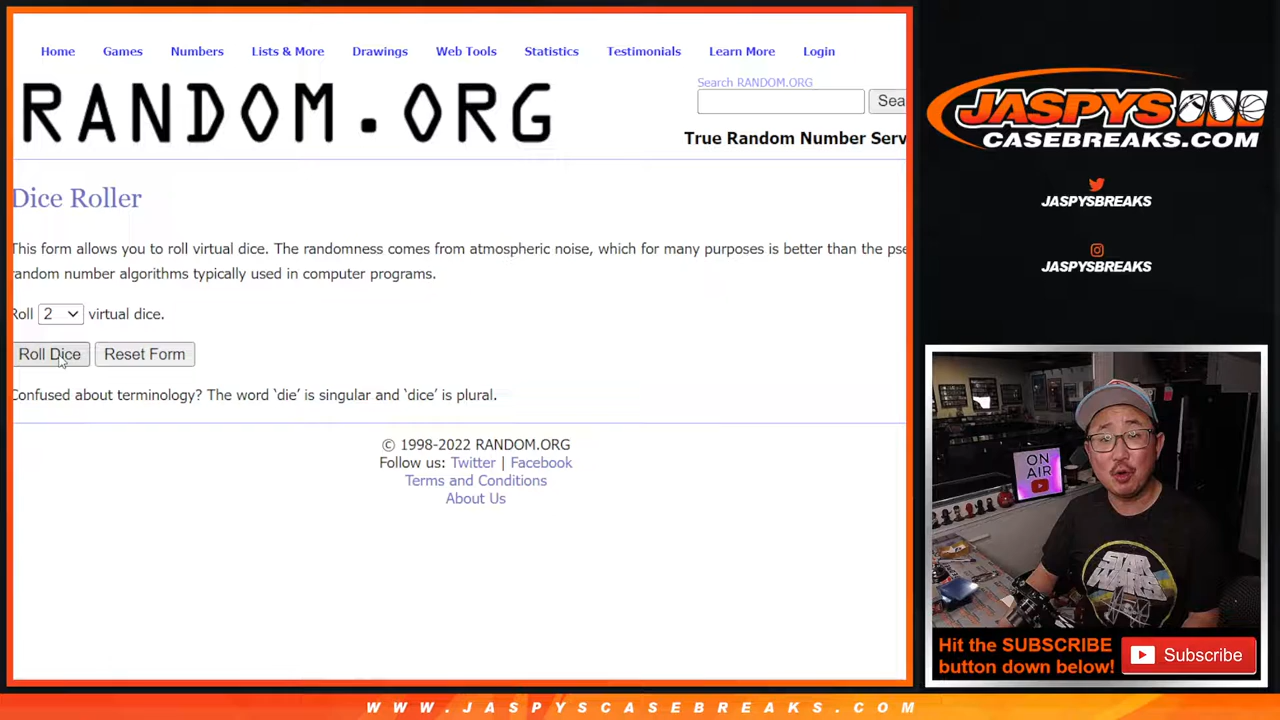 Home Games Numbers Lists & More Drawings Web Tools Statistics Testimonials Learn More Login
Search RANDOM.ORG
RANDOM.ORG
Sea
True Random Number Serv
Dice Roller
This form allows you to roll virtual dice. The randomness comes from atmospheric noise, which for many purposes is better than the pse
random number algorithms typically used in computer programs.
Roll 2 virtual dice.
Roll Dice Reset Form
Confused about terminology? The word ‘die’ is singular and ‘dice’ is plural.
© 1998-2022 RANDOM.ORG
Follow us: Twitter | Facebook
Terms and Conditions
About Us
JASPYS
CASEBREAKS.COM
JASPYSBREAKS
JASPYSBREAKS
ON
AIR
STAR
WARS
Hit the SUBSCRIBE
button down below!
Subscribe
WWW.JASPYSCASEBREAKS.COM